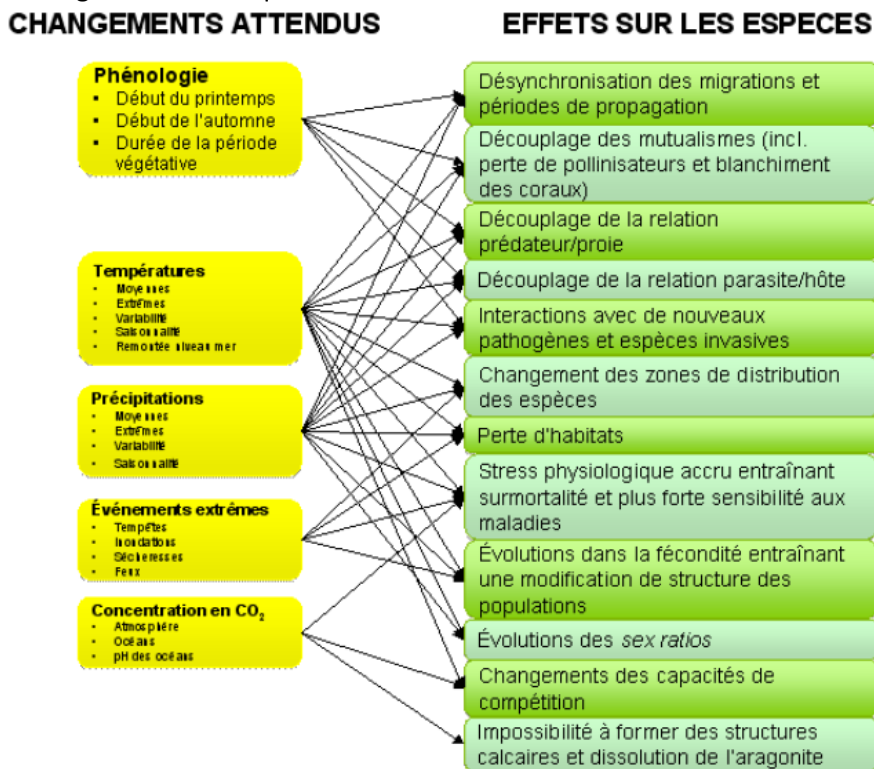 CHANGEMENTS ATTENDUS
EFFETS SUR LES ESPECES
Phénologie
▪ Début du printemps
▪ Début de l'automne
▪ Durée de la période
végétative
Températures
• Moyennes
• Extrêmes
• Variabilité
• Saisonnalité
• Remontée niveau mer
Précipitations
• Moyennes
• Extrêmes
• Variabilité
• Saisonnalité
Événements extrêmes
• Tempêtes
• Inondations
• Sécheresses
• Feux
Concentration en CO₂
• Atmosphère
• Océans
• pH des océans
Désynchronisation des migrations et
périodes de propagation
Découplage des mutualismes (incl.
perte de pollinisateurs et blanchiment
des coraux)
Découplage de la relation
prédateur/proie
Découplage de la relation parasite/hôte
Interactions avec de nouveaux
pathogènes et espèces invasives
Changement des zones de distribution
des espèces
Perte d'habitats
Stress physiologique accru entraînant
surmortalité et plus forte sensibilité aux
maladies
Évolutions dans la fécondité entraînant
une modification de structure des
populations
Évolutions des sex ratios
Changements des capacités de
compétition
Impossibilité à former des structures
calcaires et dissolution de l'aragonite